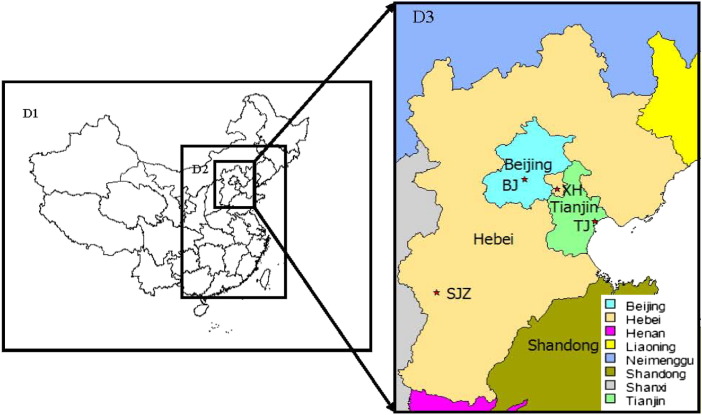 D1
D2
D3
Beijing
BJ
XH
Tianjin
TJ
Hebei
SJZ
Shandong
Beijing
Hebei
Henan
Liaoning
Neimenggu
Shandong
Shanxi
Tianjin